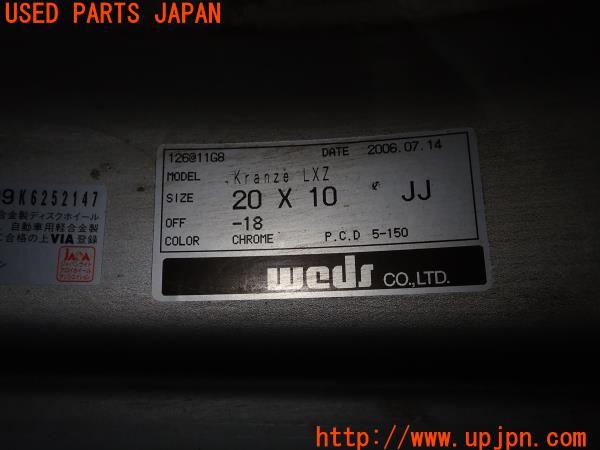 USED PARTS JAPAN
126@11G8 DATE 2006.07.14
MODEL Kranze LXZ
SIZE 20 X 10 JJ
OFF -18
COLOR CHROME P.C.D 5-150
weds CO.,LTD.
9K6252147
合金製ディスクホイール
自動車用軽合金製
合格の上VIA登録
UPJ
http://www.upjpn.com/